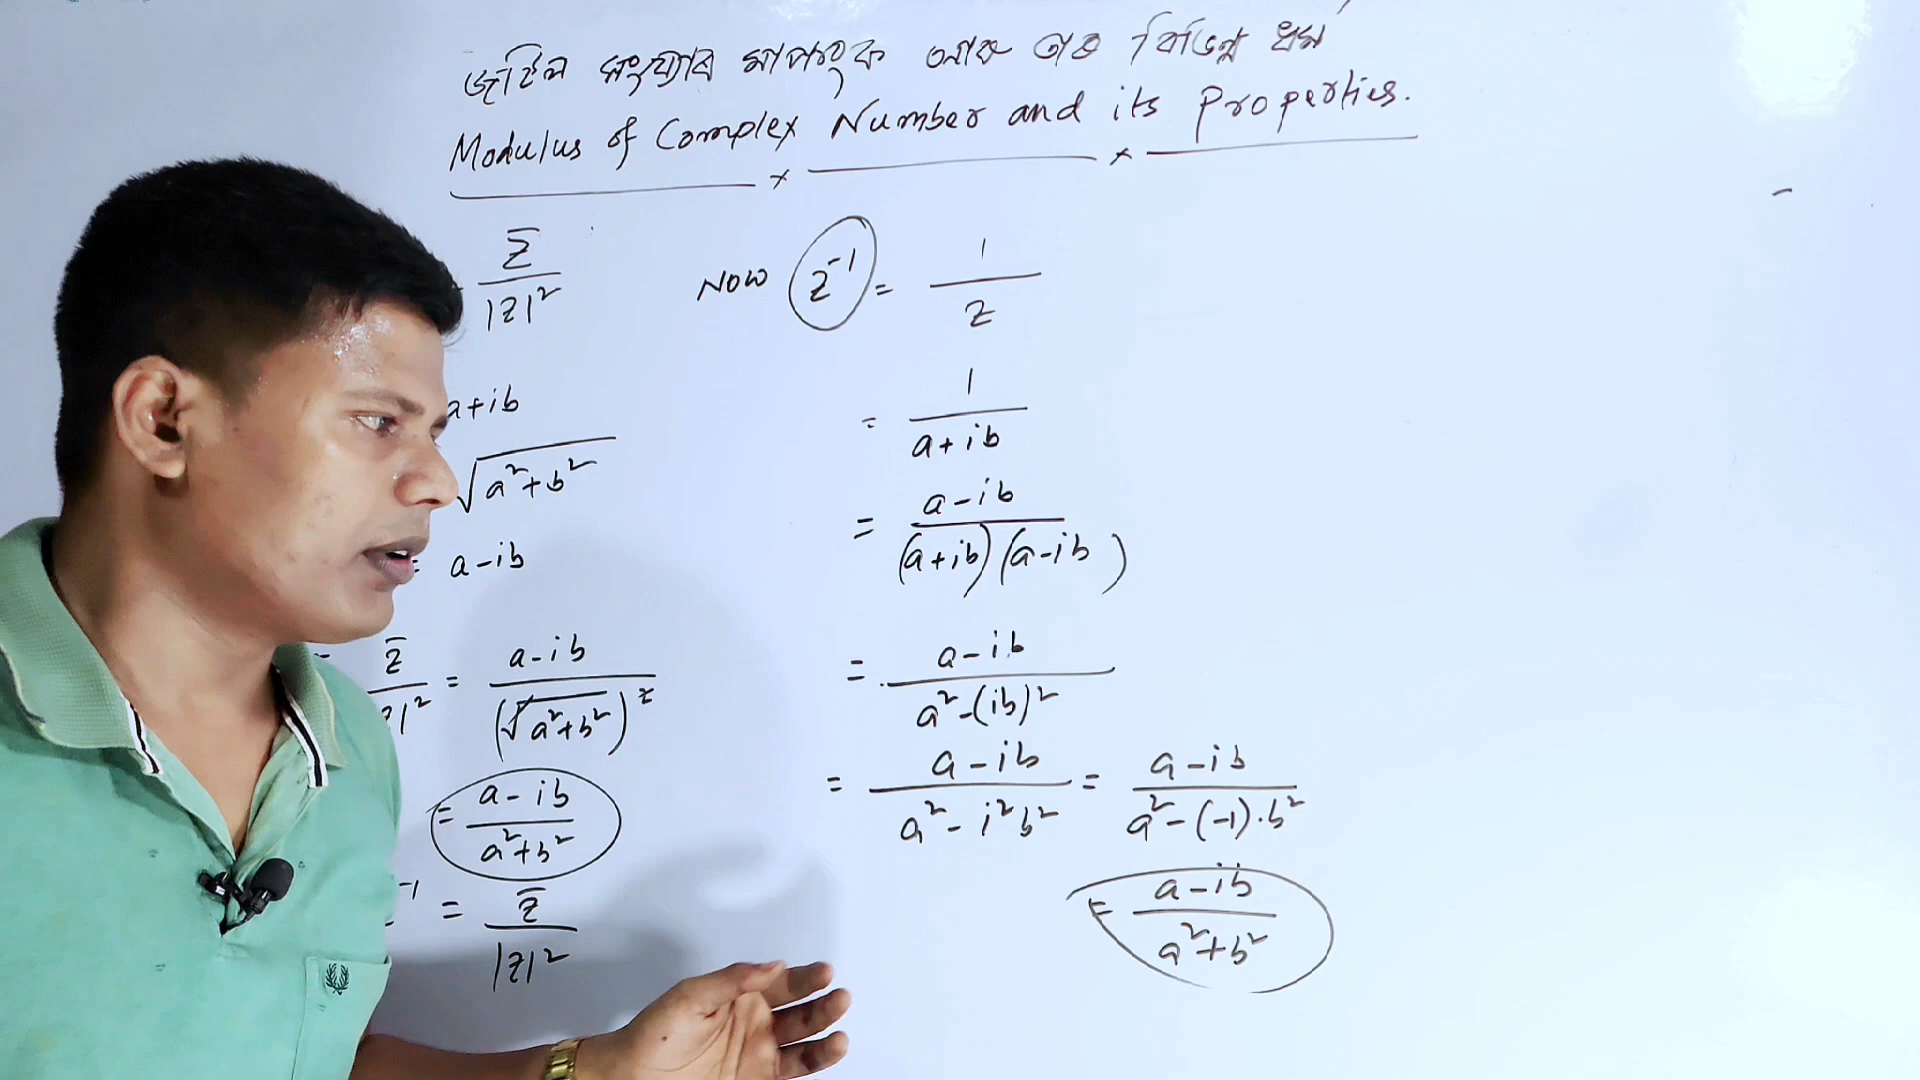 জটিল সংখ্যাৰ মাপাংক আৰু তাৰ বিভিন্ন ধৰ্ম
Modulus of Complex Number and its Properties.
z̄ / |z|²
a+ib
√(a²+b²)
= a-ib
z̄ / |z|² = a-ib / (√(a²+b²))²
= a-ib / a²+b²
z⁻¹ = z̄ / |z|²
Now z⁻¹ = 1 / z
= 1 / a+ib
= a-ib / (a+ib)(a-ib)
= a-ib / a²-(ib)²
= a-ib / a²-i²b² = a-ib / a²-(-1).b²
= a-ib / a²+b²